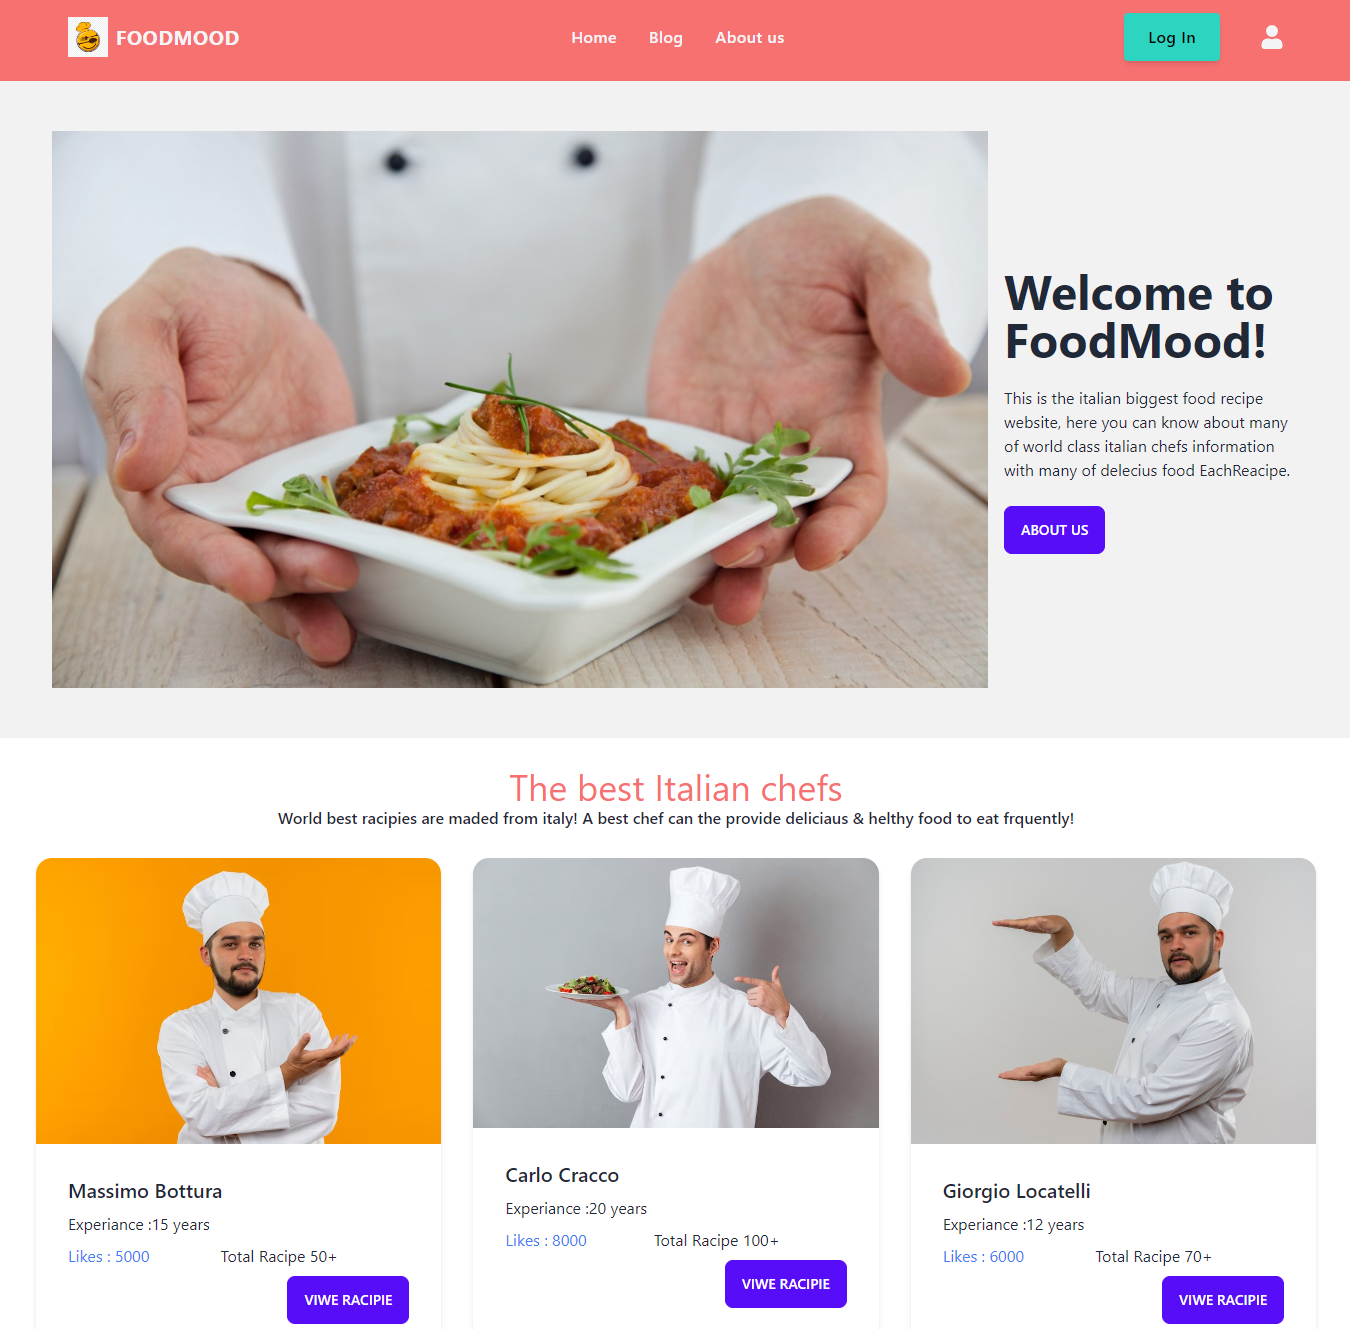 FOODMOOD
Home Blog About us
Log In
Welcome to
FoodMood!
This is the italian biggest food recipe
website, here you can know about many
of world class italian chefs information
with many of delecius food EachReacipe.
ABOUT US
The best Italian chefs
World best racipies are maded from italy! A best chef can the provide deliciaus & helthy food to eat frquently!
Massimo Bottura
Experiance :15 years
Likes : 5000 Total Racipe 50+
VIWE RACIPIE
Carlo Cracco
Experiance :20 years
Likes : 8000 Total Racipe 100+
VIWE RACIPIE
Giorgio Locatelli
Experiance :12 years
Likes : 6000 Total Racipe 70+
VIWE RACIPIE